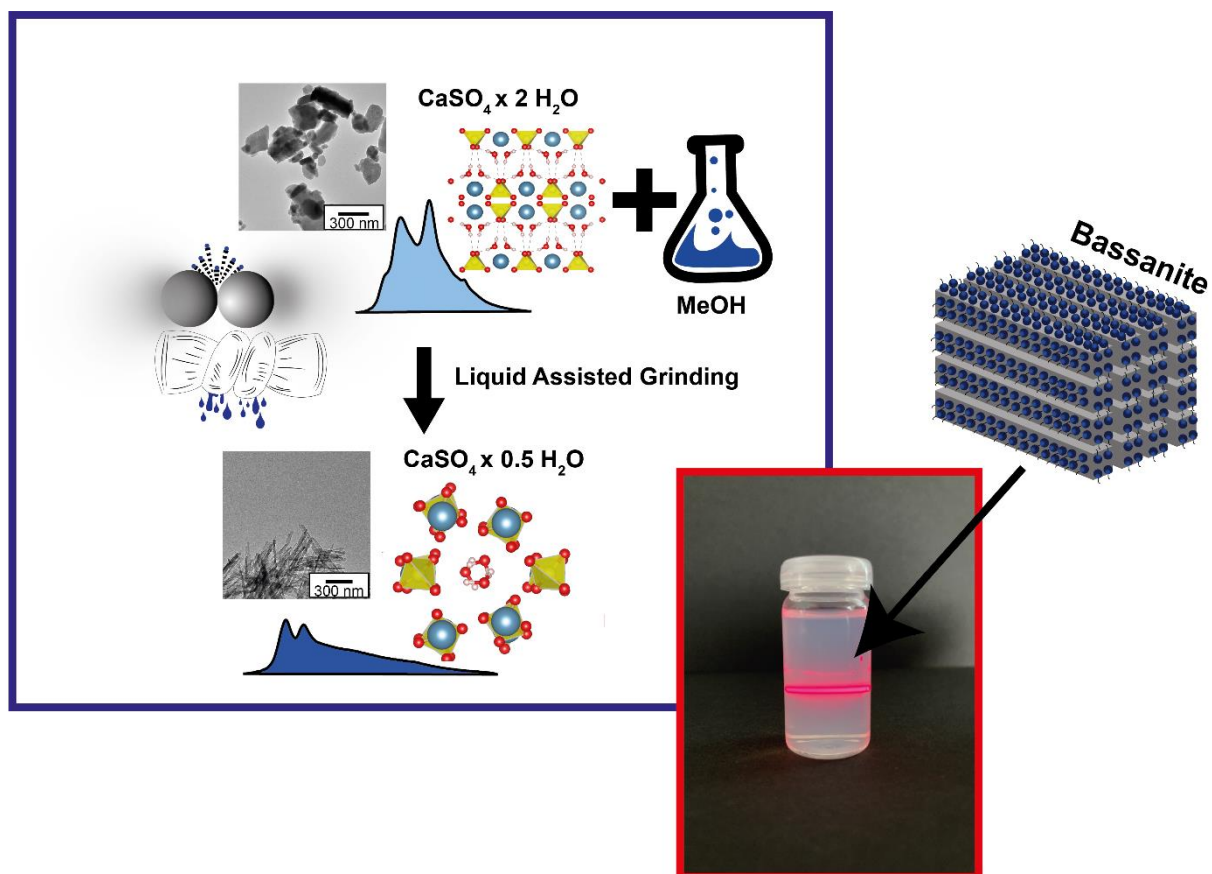 CaSO₄ x 2 H₂O
300 nm
MeOH
Liquid Assisted Grinding
CaSO₄ x 0.5 H₂O
300 nm
Bassanite